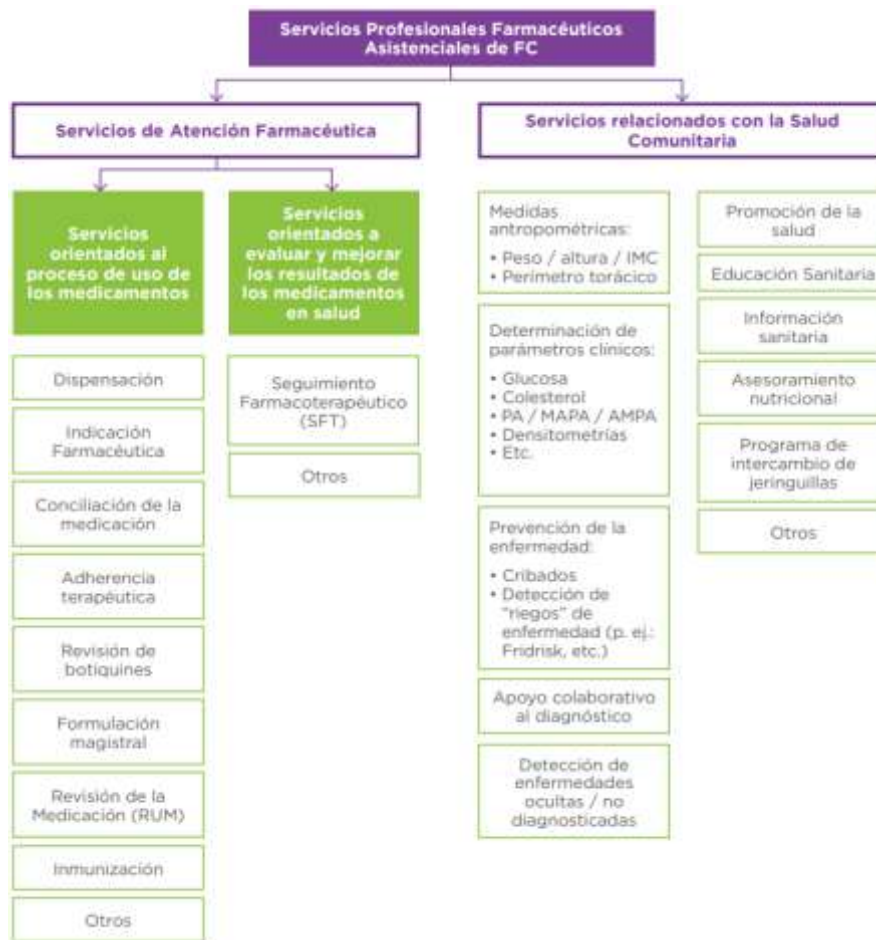 Servicios Profesionales Farmacéuticos
Asistenciales de FC
Servicios de Atención Farmacéutica
Servicios
orientados al
proceso de uso de
los medicamentos
Dispensación
Indicación
Farmacéutica
Conciliación de la
medicación
Adherencia
terapéutica
Revisión de
botiquines
Formulación
magistral
Revisión de la
Medicación (RUM)
Inmunización
Otros
Servicios
orientados a
evaluar y mejorar
los resultados de
los medicamentos
en salud
Seguimiento
Farmacoterapéutico
(SFT)
Otros
Servicios relacionados con la Salud
Comunitaria
Medidas
antropométricas:
• Peso / altura / IMC
• Perímetro torácico
Determinación de
parámetros clínicos:
• Glucosa
• Colesterol
• PA / MAPA / AMPA
• Densitometrías
• Etc.
Prevención de la
enfermedad:
• Cribados
• Detección de
"riegos" de
enfermedad (p. ej.:
Fridrisk, etc.)
Apoyo colaborativo
al diagnóstico
Detección de
enfermedades
ocultas / no
diagnosticadas
Promoción de la
salud
Educación Sanitaria
Información
sanitaria
Asesoramiento
nutricional
Programa de
intercambio de
jeringuillas
Otros